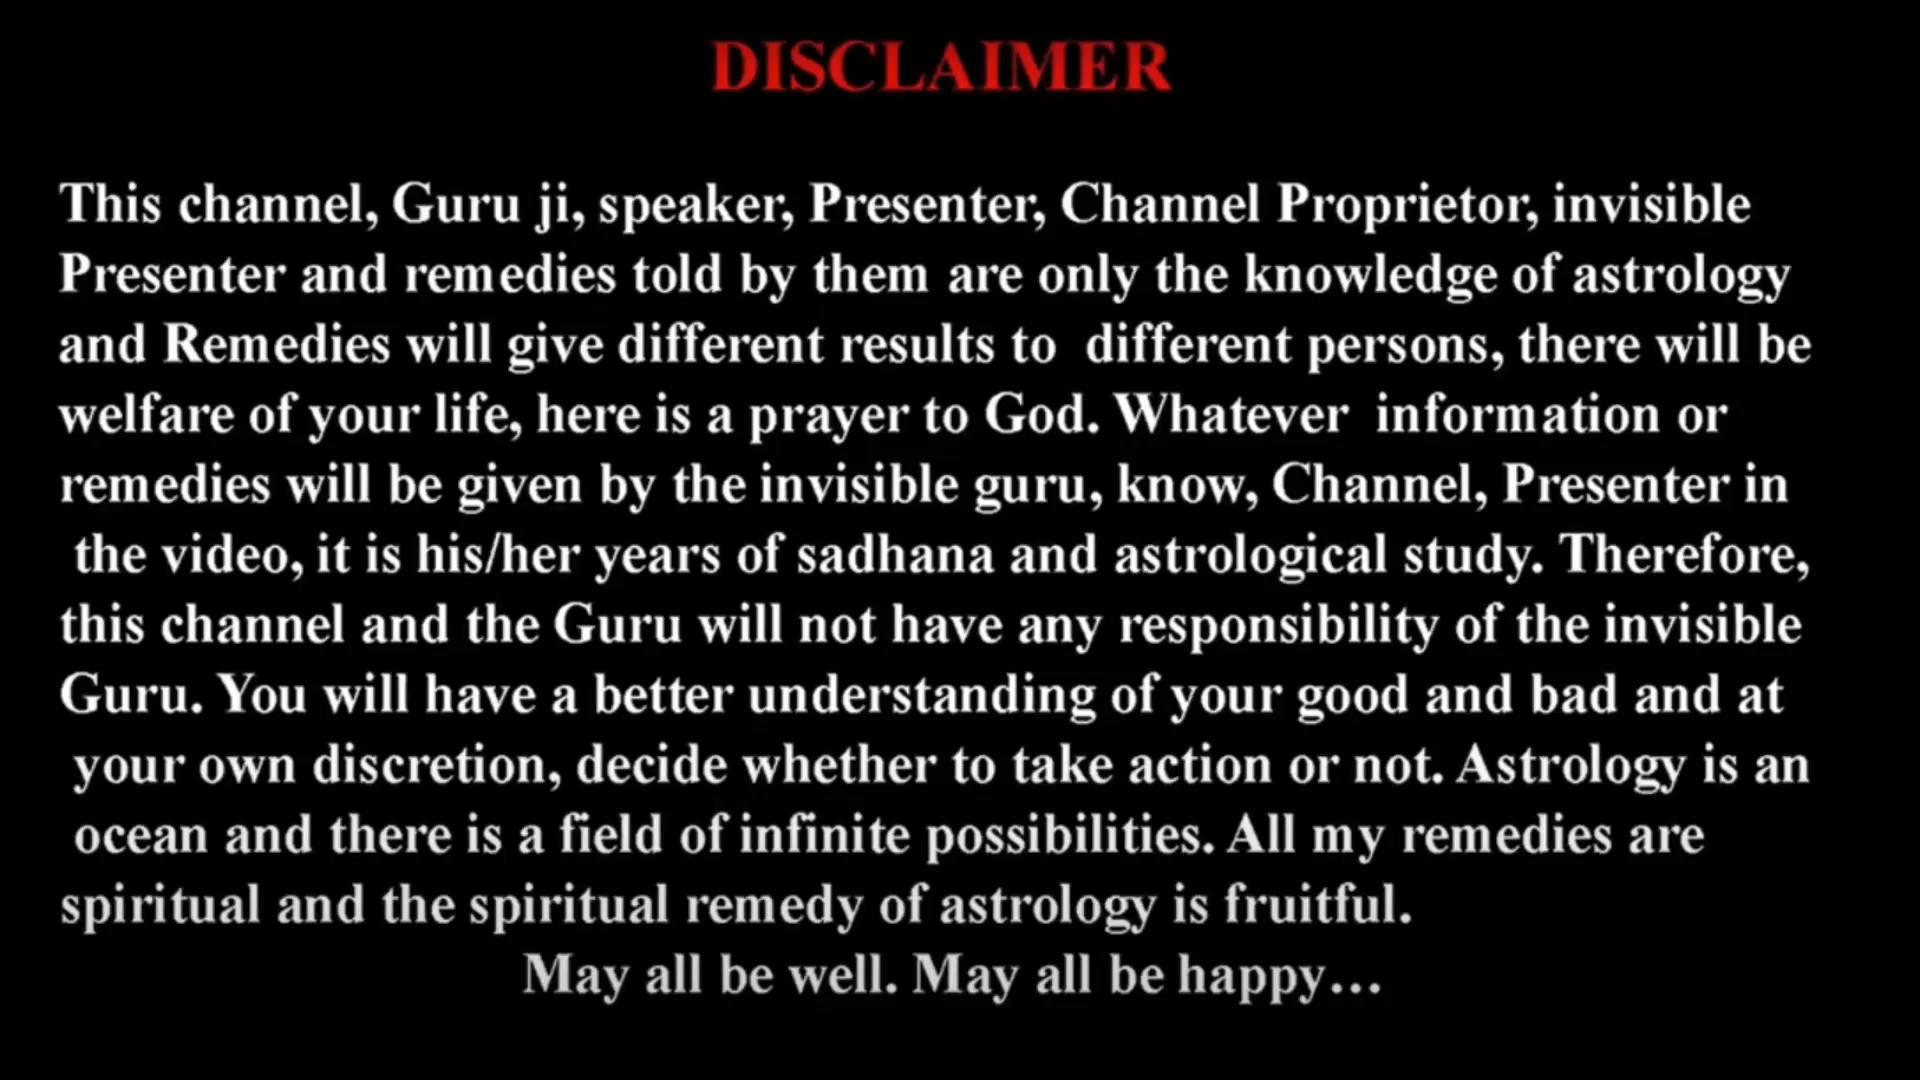 DISCLAIMER
This channel, Guru ji, speaker, Presenter, Channel Proprietor, invisible
Presenter and remedies told by them are only the knowledge of astrology
and Remedies will give different results to different persons, there will be
welfare of your life, here is a prayer to God. Whatever information or
remedies will be given by the invisible guru, know, Channel, Presenter in
the video, it is his/her years of sadhana and astrological study. Therefore,
this channel and the Guru will not have any responsibility of the invisible
Guru. You will have a better understanding of your good and bad and at
your own discretion, decide whether to take action or not. Astrology is an
ocean and there is a field of infinite possibilities. All my remedies are
spiritual and the spiritual remedy of astrology is fruitful.
May all be well. May all be happy...